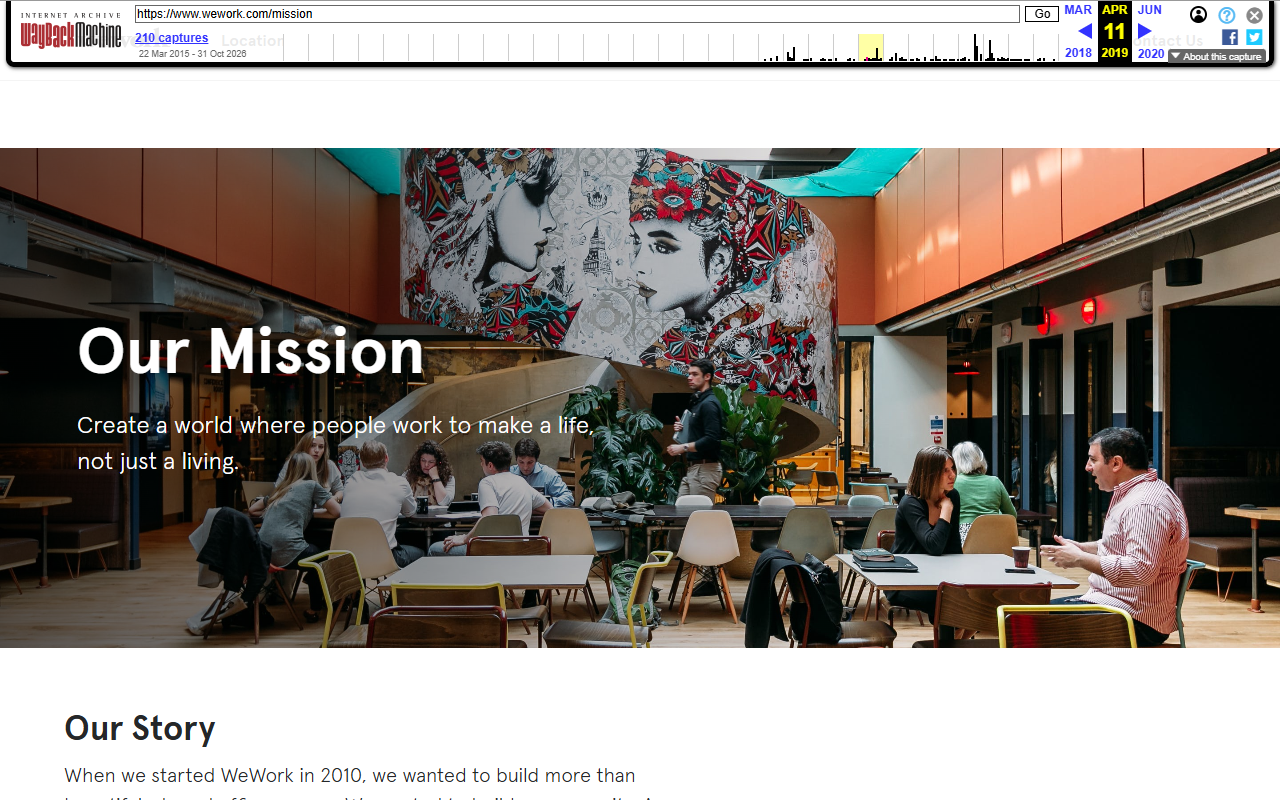 INTERNET ARCHIVE
WayBackMachine
https://www.wework.com/mission
Go
210 captures
22 Mar 2015 - 31 Oct 2026
MAR
APR
JUN
11
2018
2019
2020
About this capture
Our Mission
Create a world where people work to make a life,
not just a living.
Our Story
When we started WeWork in 2010, we wanted to build more than